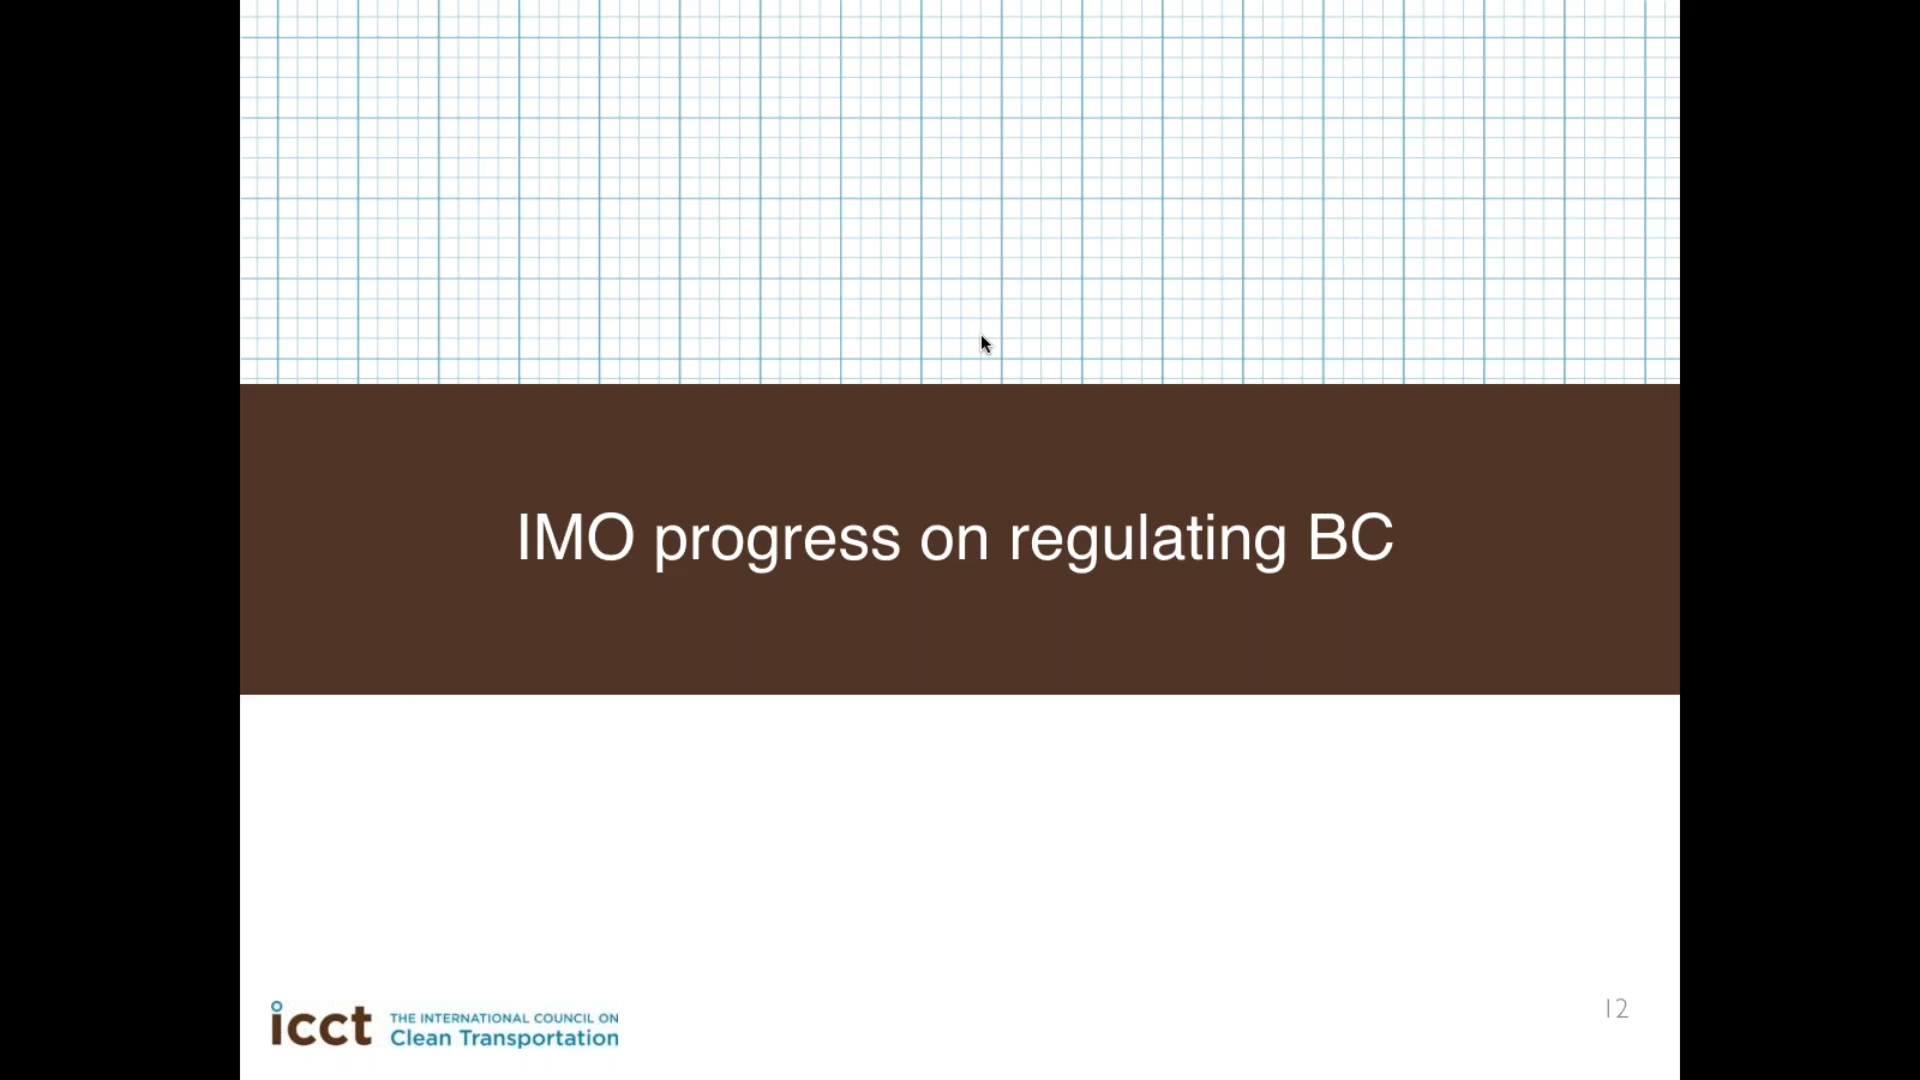 IMO progress on regulating BC
icct
THE INTERNATIONAL COUNCIL ON
Clean Transportation
12